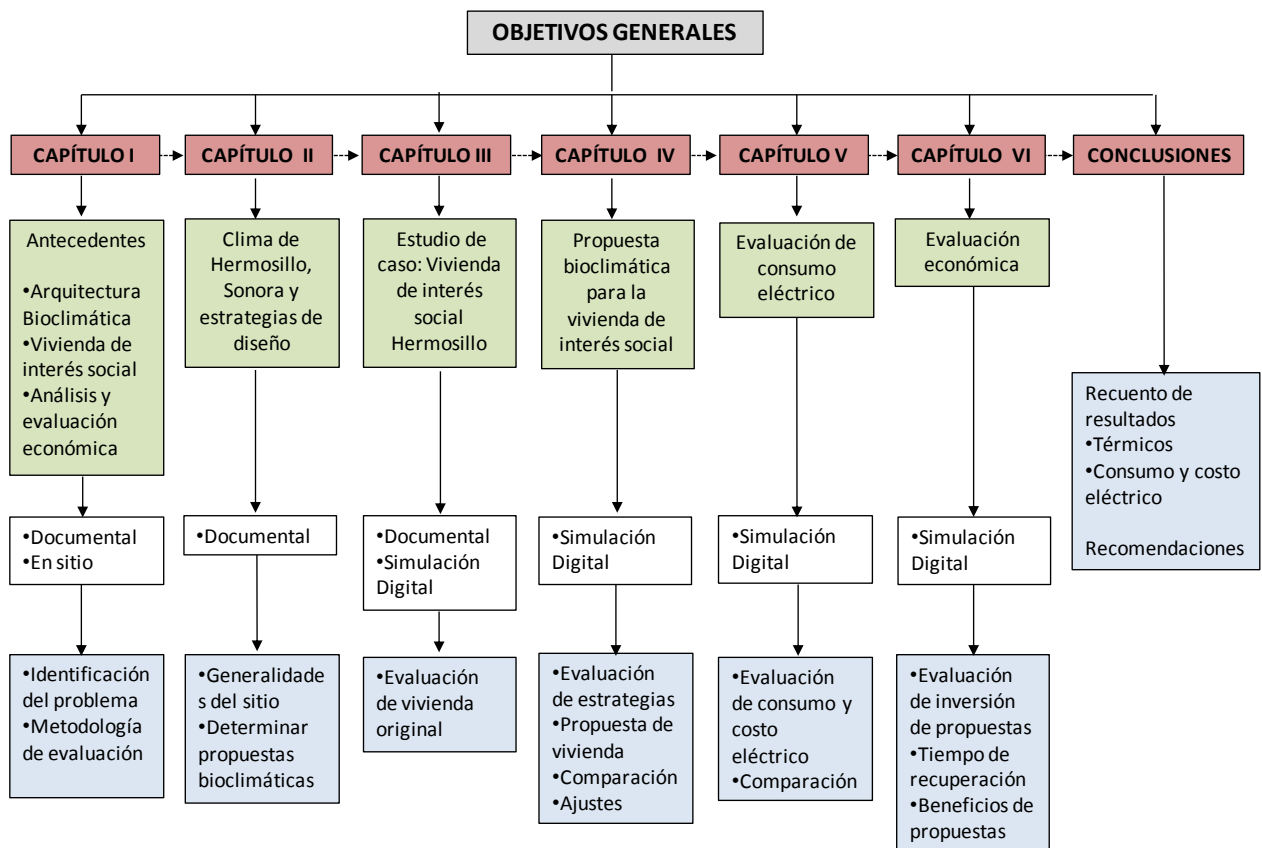 OBJETIVOS GENERALES
CAPÍTULO I
CAPÍTULO II
CAPÍTULO III
CAPÍTULO IV
CAPÍTULO V
CAPÍTULO VI
CONCLUSIONES
Antecedentes
•Arquitectura
Bioclimática
•Vivienda de
interés social
•Análisis y
evaluación
económica
Clima de
Hermosillo,
Sonora y
estrategias de
diseño
Estudio de
caso: Vivienda
de interés
social
Hermosillo
Propuesta
bioclimática
para la
vivienda de
interés social
Evaluación de
consumo
eléctrico
Evaluación
económica
•Documental
•En sitio
•Documental
•Documental
•Simulación
Digital
•Simulación
Digital
•Simulación
Digital
•Simulación
Digital
Recuento de
resultados
•Térmicos
•Consumo y costo
eléctrico
Recomendaciones
•Identificación
del problema
•Metodología
de evaluación
•Generalidade
s del sitio
•Determinar
propuestas
bioclimáticas
•Evaluación
de vivienda
original
•Evaluación
de estrategias
•Propuesta de
vivienda
•Comparación
•Ajustes
•Evaluación
de consumo y
costo
eléctrico
•Comparación
•Evaluación
de inversión
de propuestas
•Tiempo de
recuperación
•Beneficios de
propuestas